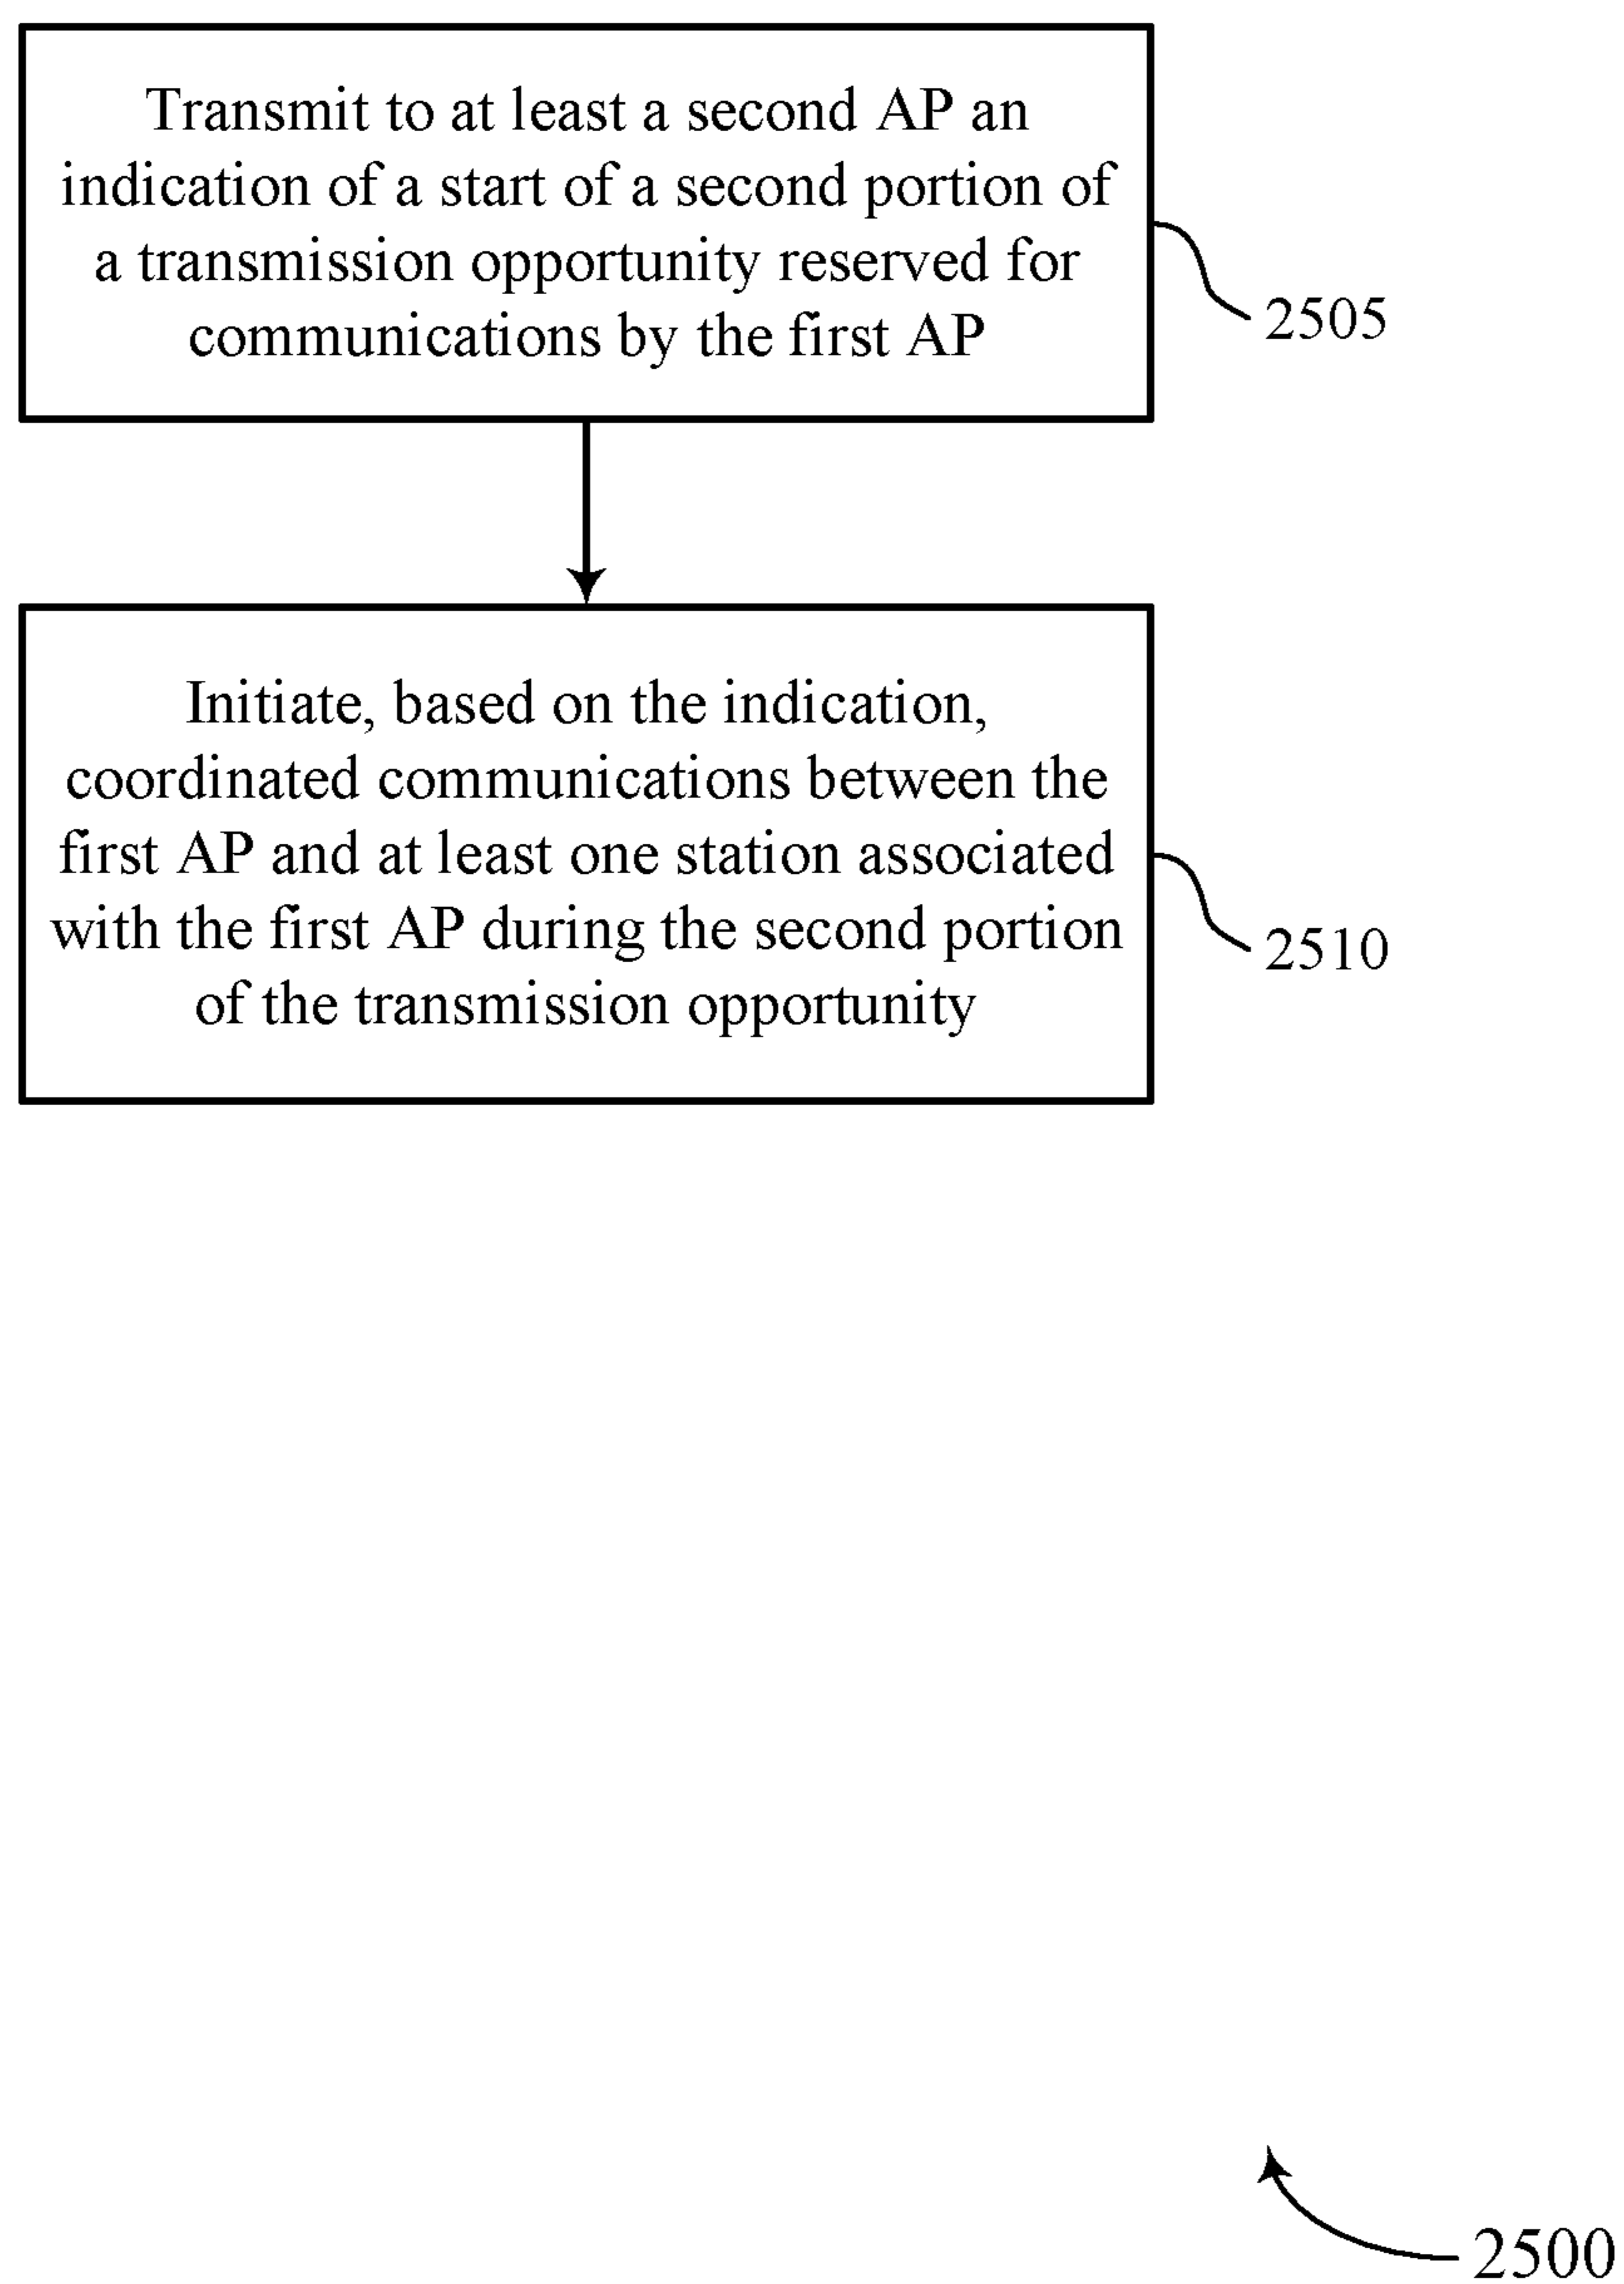 Transmit to at least a second AP an
indication of a start of a second portion of
a transmission opportunity reserved for
communications by the first AP
2505
Initiate, based on the indication,
coordinated communications between the
first AP and at least one station associated
with the first AP during the second portion
of the transmission opportunity
2510
2500